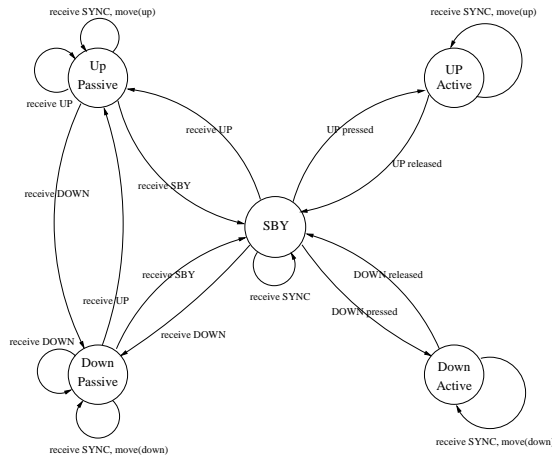 receive SYNC, move(up)
receive SYNC, move(up)
Up
Passive
UP
Active
receive UP
receive UP
UP pressed
UP released
receive SBY
receive DOWN
SBY
receive SBY
DOWN released
receive SYNC
receive UP
DOWN pressed
receive DOWN
receive DOWN
Down
Passive
Down
Active
receive SYNC, move(down)
receive SYNC, move(down)